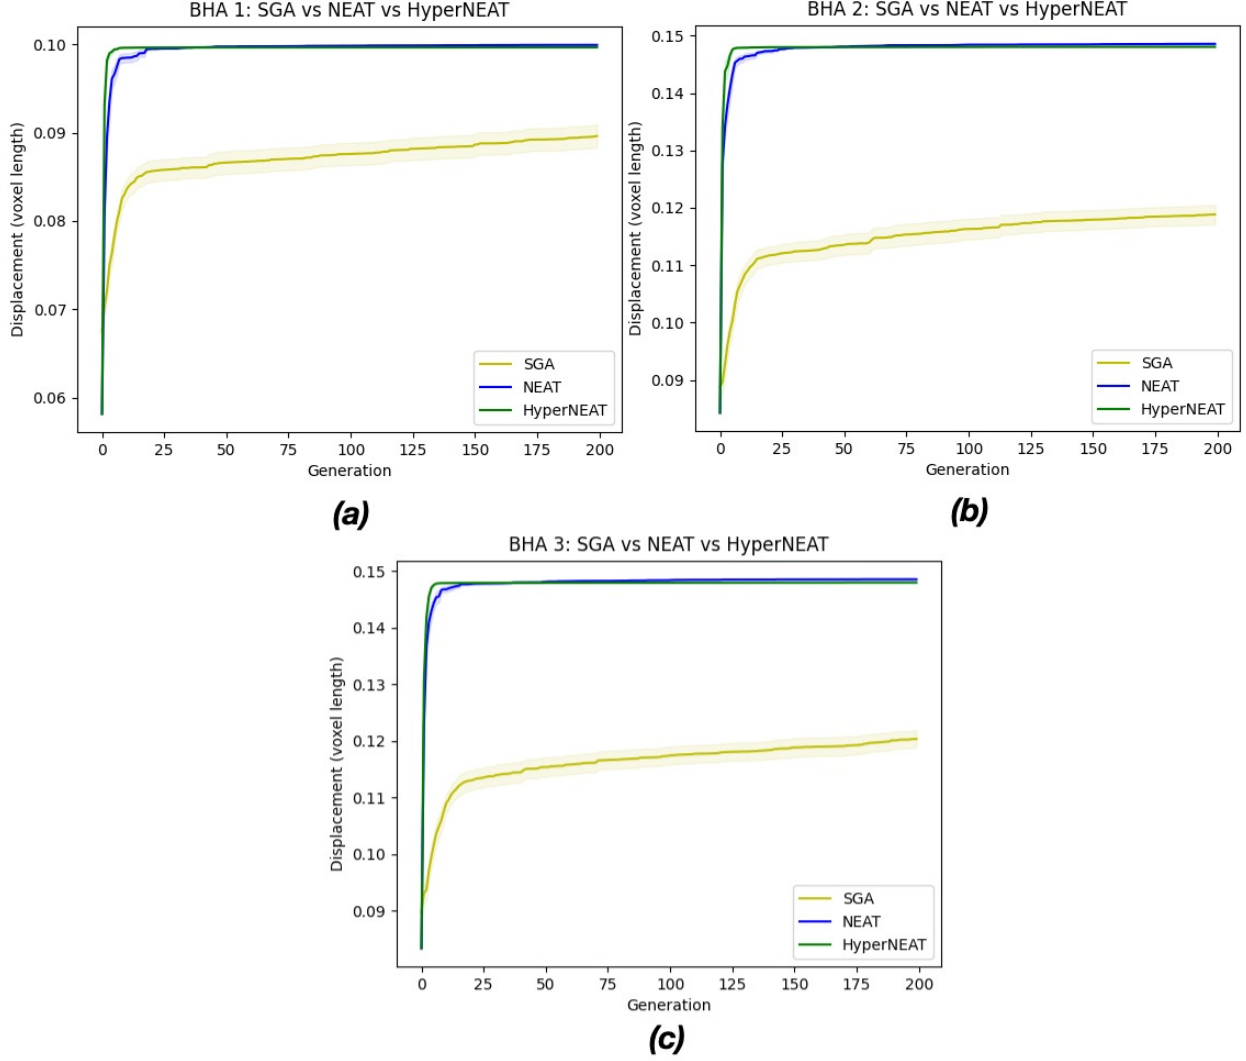 BHA 1: SGA vs NEAT vs HyperNEAT
Displacement (voxel length)
0.10
0.09
0.08
0.07
0.06
SGA
NEAT
HyperNEAT
0 25 50 75 100 125 150 175 200
Generation
(a)
BHA 2: SGA vs NEAT vs HyperNEAT
Displacement (voxel length)
0.15
0.14
0.13
0.12
0.11
0.10
0.09
SGA
NEAT
HyperNEAT
0 25 50 75 100 125 150 175 200
Generation
(b)
BHA 3: SGA vs NEAT vs HyperNEAT
Displacement (voxel length)
0.15
0.14
0.13
0.12
0.11
0.10
0.09
SGA
NEAT
HyperNEAT
0 25 50 75 100 125 150 175 200
Generation
(c)